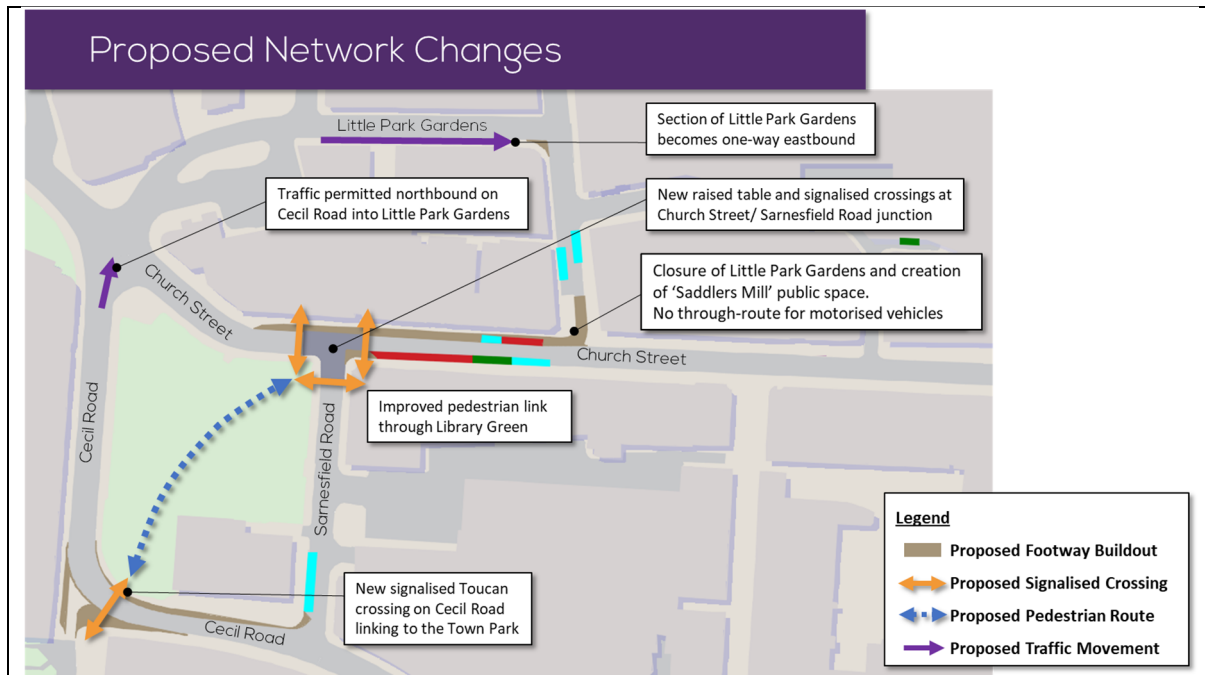 Proposed Network Changes
Little Park Gardens
Section of Little Park Gardens
becomes one-way eastbound
Traffic permitted northbound on
Cecil Road into Little Park Gardens
New raised table and signalised crossings at
Church Street/ Sarnesfield Road junction
Church Street
Closure of Little Park Gardens and creation
of ‘Saddlers Mill’ public space.
No through-route for motorised vehicles
Church Street
Cecil Road
Improved pedestrian link
through Library Green
Sarnesfield Road
New signalised Toucan
crossing on Cecil Road
linking to the Town Park
Cecil Road
Legend
Proposed Footway Buildout
Proposed Signalised Crossing
Proposed Pedestrian Route
Proposed Traffic Movement